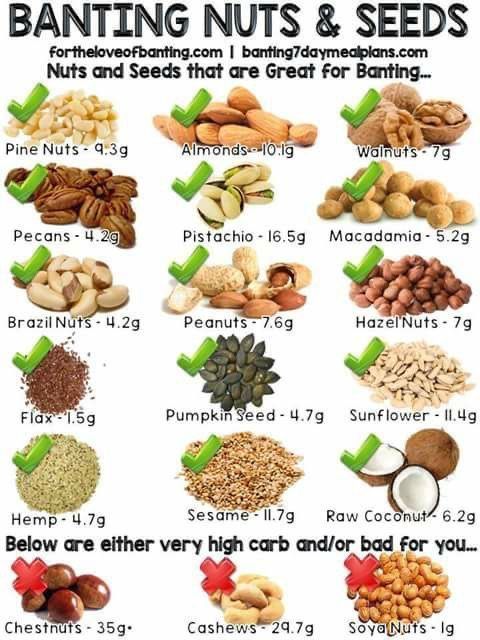 BANTING NUTS & SEEDS
fortheloveofbanting.com | banting7daymealplans.com
Nuts and Seeds that are Great for Banting...
Pine Nuts - 9.3g
Almonds - 10.1g
Walnuts - 7g
Pecans - 4.2g
Pistachio - 16.5g
Macadamia - 5.2g
Brazil Nuts - 4.2g
Peanuts - 7.6g
Hazel Nuts - 7g
Flax - 1.5g
Pumpkin Seed - 4.7g
Sunflower - 11.4g
Hemp - 4.7g
Sesame - 11.7g
Raw Coconut - 6.2g
Below are either very high carb and/or bad for you...
Chestnuts - 35g•
Cashews - 29.7g
Soya Nuts - 1g